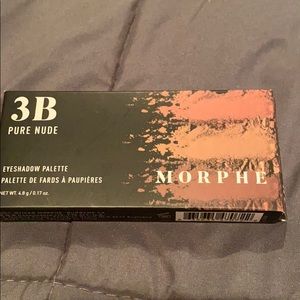 3B
PURE NUDE
EYESHADOW PALETTE
PALETTE DE FARDS À PAUPIÈRES
NET WT. 4.8 g / 0.17 oz.
MORPHE